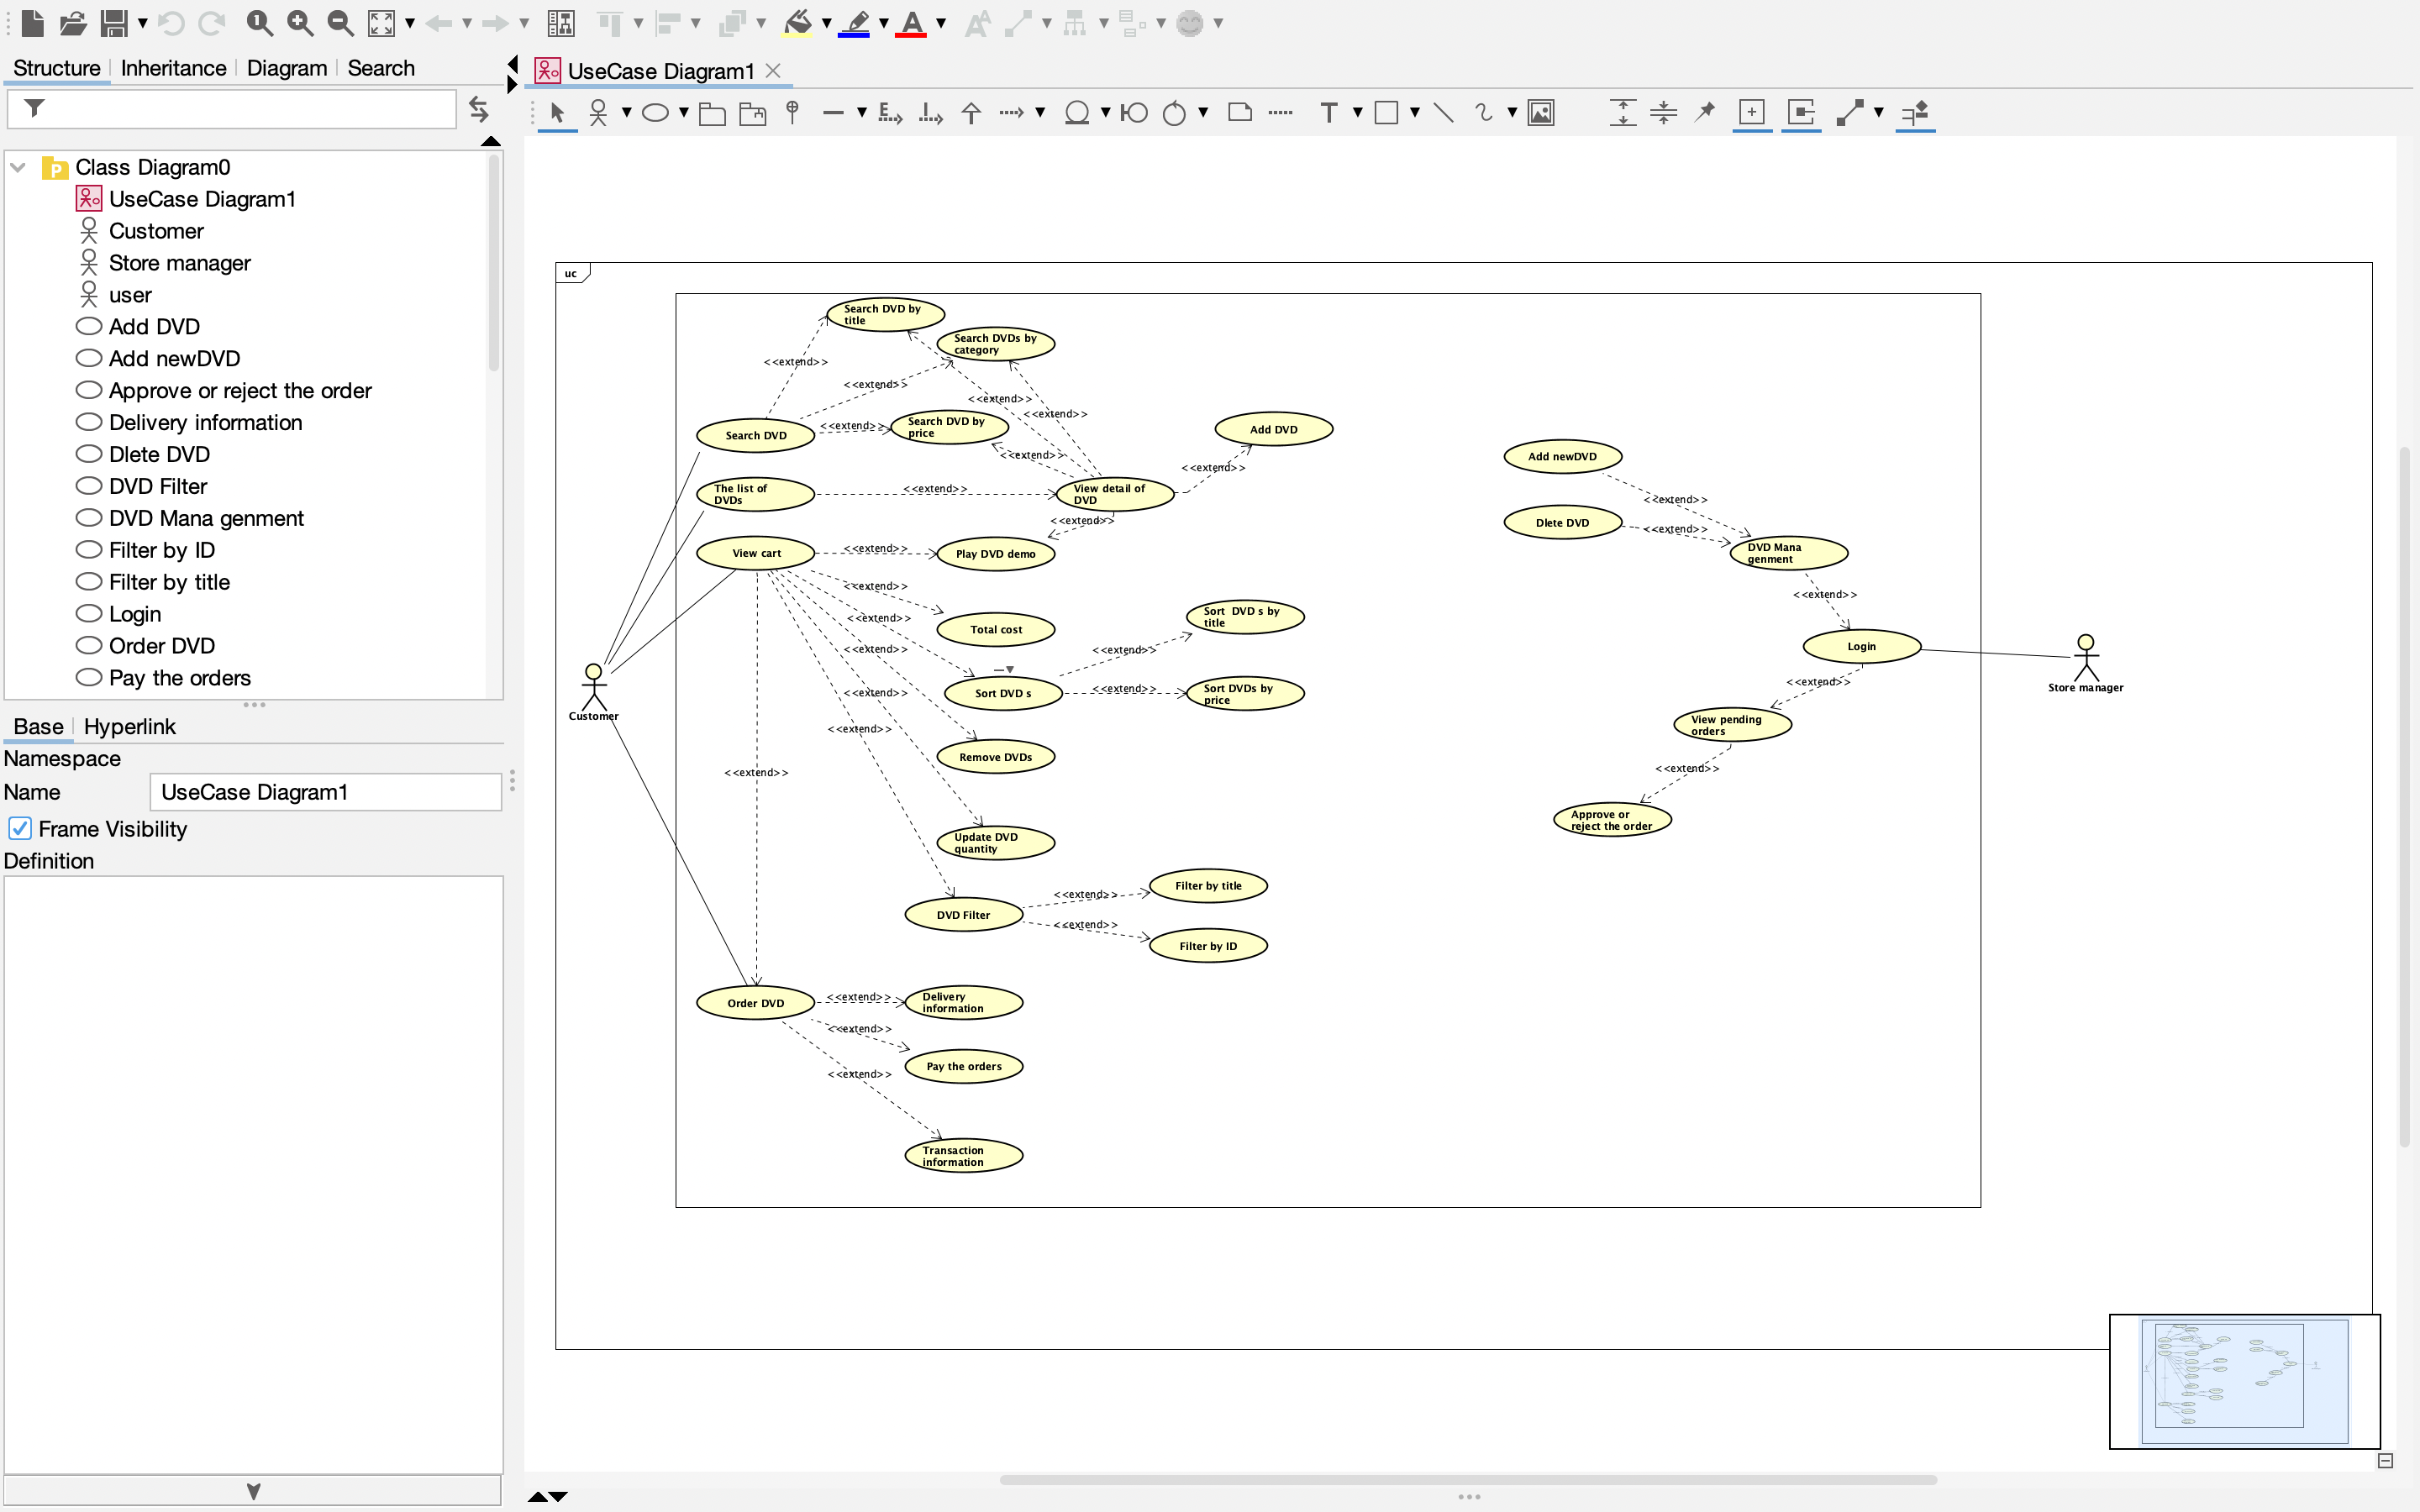 Structure Inheritance Diagram Search
UseCase Diagram1
Class Diagram0
UseCase Diagram1
Customer
Store manager
user
Add DVD
Add newDVD
Approve or reject the order
Delivery information
Dlete DVD
DVD Filter
DVD Mana genment
Filter by ID
Filter by title
Login
Order DVD
Pay the orders
Base Hyperlink
Namespace
Name UseCase Diagram1
Frame Visibility
Definition
uc
Search DVD by
title
Search DVDs by
category
<<extend>>
<<extend>>
<<extend>>
<<extend>>
Search DVD
<<extend>>
Search DVD by
price
<<extend>>
Add DVD
<<extend>>
The list of
DVDs
<<extend>>
View detail of
DVD
<<extend>>
View cart
<<extend>>
Play DVD demo
<<extend>>
Total cost
<<extend>>
<<extend>>
Sort DVD s by
title
<<extend>>
Sort DVD s
<<extend>>
Sort DVDs by
price
<<extend>>
<<extend>>
Remove DVDs
<<extend>>
Update DVD
quantity
DVD Filter
<<extend>>
Filter by title
<<extend>>
Filter by ID
Customer
Order DVD
<<extend>>
Delivery
information
<<extend>>
Pay the orders
<<extend>>
Transaction
information
Add newDVD
<<extend>>
Dlete DVD
<<extend>>
DVD Mana
genment
<<extend>>
Login
Store manager
<<extend>>
View pending
orders
<<extend>>
Approve or
reject the order